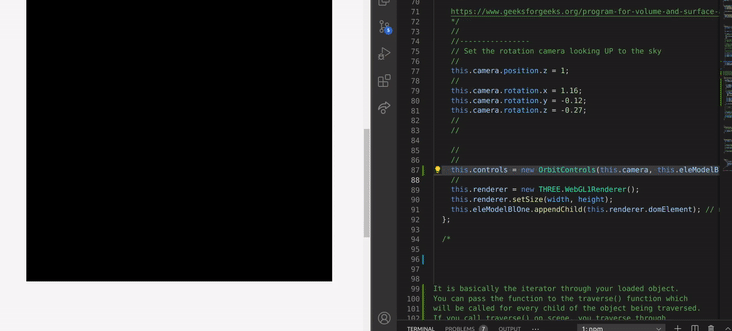 70
71 https://www.geeksforgeeks.org/program-for-volume-and-surface-
72 */
73 //
74 //----------------
75 // Set the rotation camera looking UP to the sky
76 //
77 this.camera.position.z = 1;
78 //
79 this.camera.rotation.x = 1.16;
80 this.camera.rotation.y = -0.12;
81 this.camera.rotation.z = -0.27;
82 //
83 //
84
85 //
86 //
87 this.controls = new OrbitControls(this.camera, this.eleModelB
88 //
89 this.renderer = new THREE.WebGL1Renderer();
90 this.renderer.setSize(width, height);
91 this.eleModelBlOne.appendChild(this.renderer.domElement); //
92 };
93
94 /*
95
96
97
98
99 It is basically the iterator through your loaded object.
100 You can pass the function to the traverse() function which
101 will be called for every child of the object being traversed.
102 If you call traverse() on scene, you traverse through
TERMINAL PROBLEMS 7 OUTPUT ... 1: npm